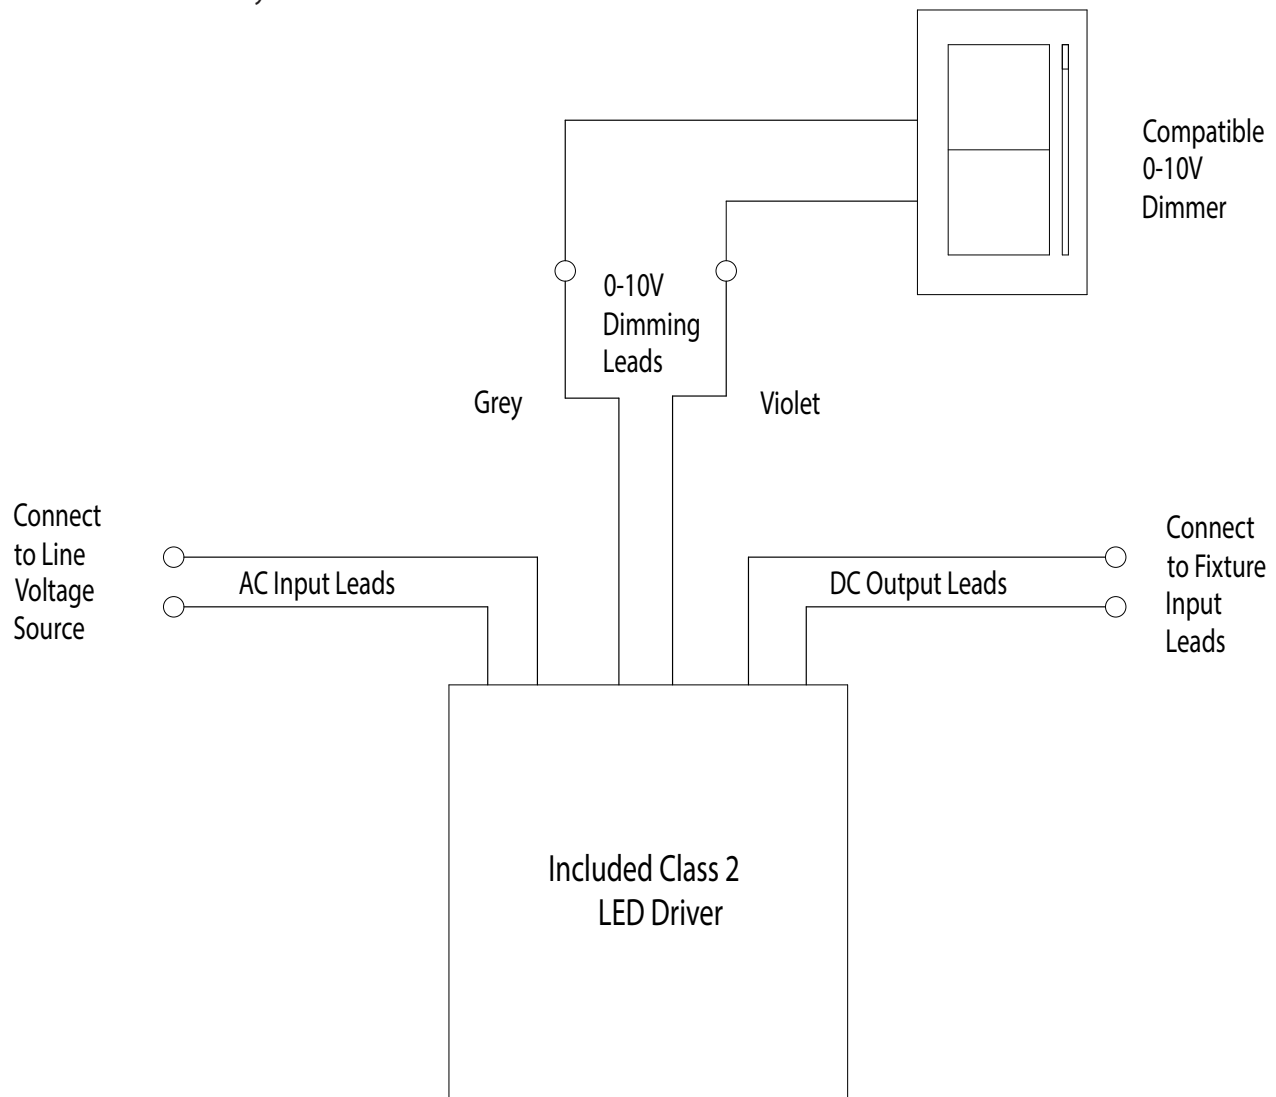 Compatible
0-10V
Dimmer
0-10V
Dimming
Leads
Grey
Violet
Connect
to Line
Voltage
Source
AC Input Leads
DC Output Leads
Connect
to Fixture
Input
Leads
Included Class 2
LED Driver